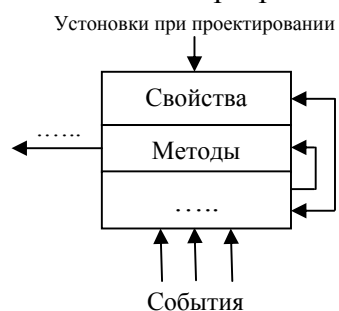 Устоновки при проектировании
Свойства
……
Методы
…..
События